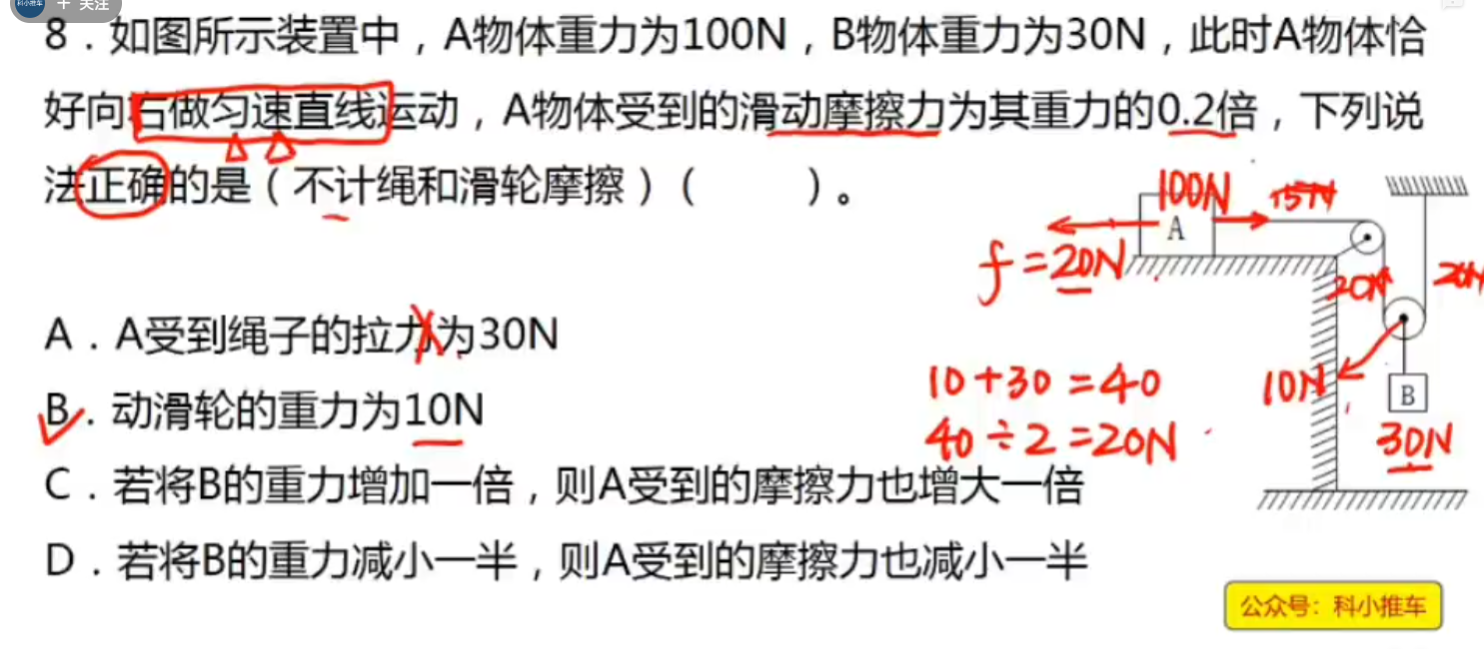 科小推车 + 关注
8．如图所示装置中，A物体重力为100N，B物体重力为30N，此时A物体恰
好向右做匀速直线运动，A物体受到的滑动摩擦力为其重力的0.2倍，下列说
法正确的是（不计绳和滑轮摩擦）（　　）。
100N
15N
A
f=20N
20N
20N
A．A受到绳子的拉力为30N
10+30=40
10N
B
B．动滑轮的重力为10N
40÷2=20N
30N
C．若将B的重力增加一倍，则A受到的摩擦力也增大一倍
D．若将B的重力减小一半，则A受到的摩擦力也减小一半
公众号：科小推车